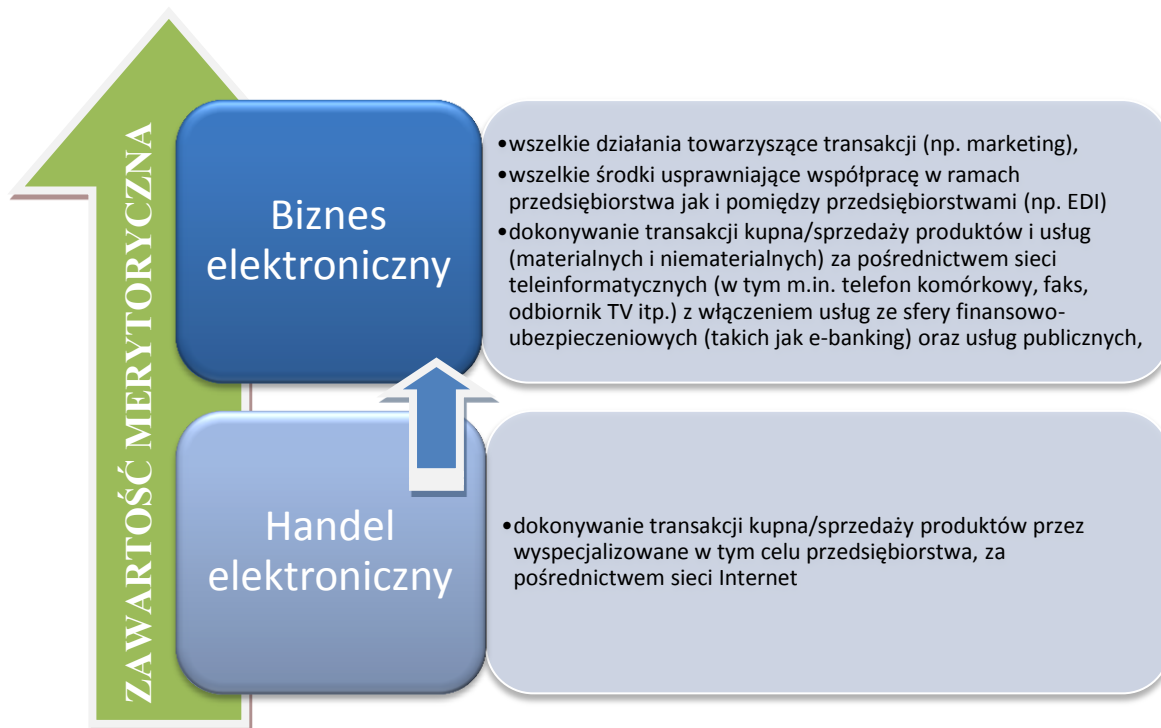 ZAWARTOŚĆ MERYTORYCZNA
Biznes
elektroniczny
•wszelkie działania towarzyszące transakcji (np. marketing),
•wszelkie środki usprawniające współpracę w ramach
przedsiębiorstwa jak i pomiędzy przedsiębiorstwami (np. EDI)
•dokonywanie transakcji kupna/sprzedaży produktów i usług
(materialnych i niematerialnych) za pośrednictwem sieci
teleinformatycznych (w tym m.in. telefon komórkowy, faks,
odbiornik TV itp.) z włączeniem usług ze sfery finansowo-
ubezpieczeniowych (takich jak e-banking) oraz usług publicznych,
Handel
elektroniczny
•dokonywanie transakcji kupna/sprzedaży produktów przez
wyspecjalizowane w tym celu przedsiębiorstwa, za
pośrednictwem sieci Internet